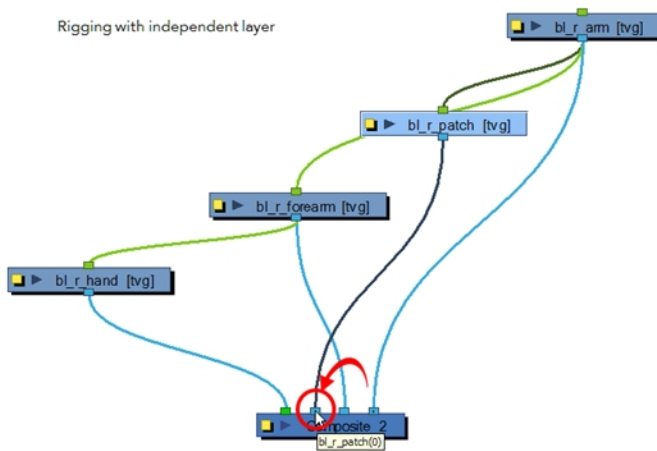 Rigging with independent layer
bl_r_arm [tvg]
bl_r_patch [tvg]
bl_r_forearm [tvg]
bl_r_hand [tvg]
Composite_2
bl_r_patch(0)